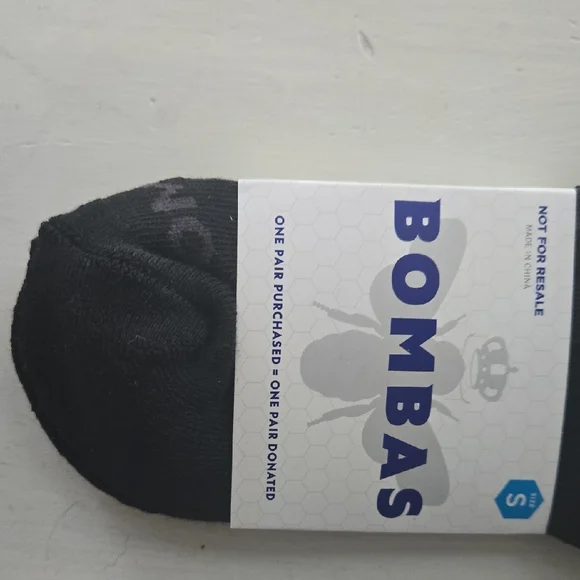 NOT FOR RESALE
MADE IN CHINA
SIZE
S
BOMBAS
ONE PAIR PURCHASED = ONE PAIR DONATED